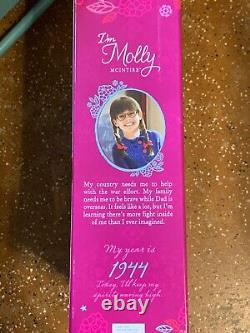 I'm
Molly
MCINTIRE™
My country needs me to help
with the war effort. My family
needs me to be brave while Dad is
overseas. It feels like a lot, but I'm
learning there's more light inside
of me than I ever imagined.
My year is
1944
Today, I'll keep my
spirits moving high.